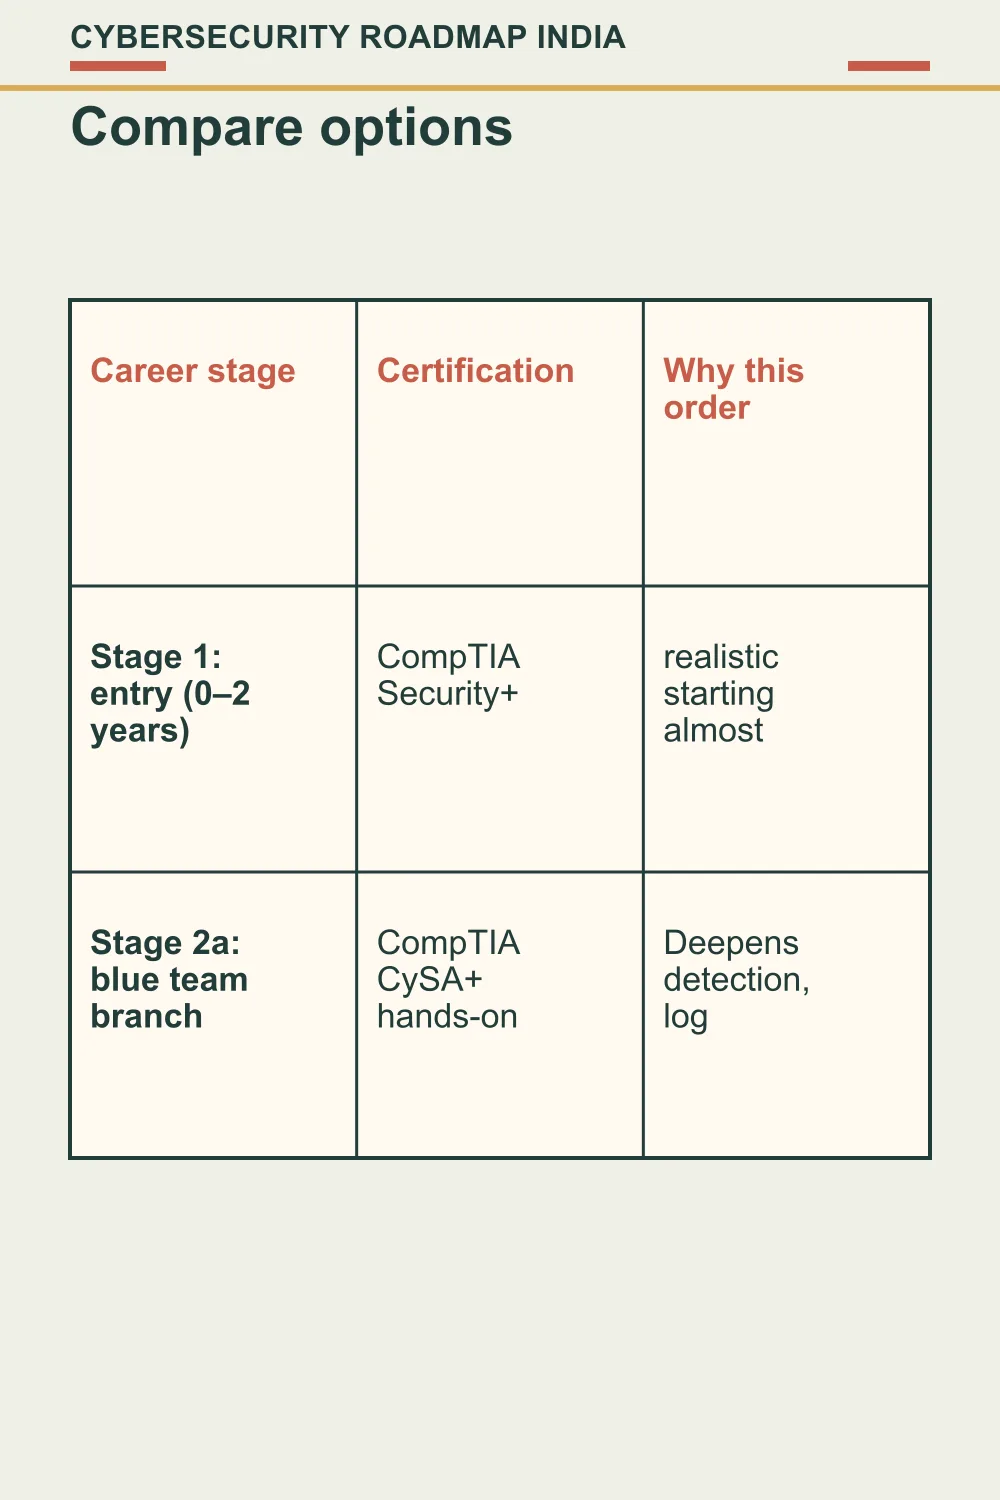 CYBERSECURITY ROADMAP INDIA
Compare options
Career stage
Certification
Why this
order
Stage 1:
entry (0–2
years)
CompTIA
Security+
realistic
starting
almost
Stage 2a:
blue team
branch
CompTIA
CySA+
hands-on
Deepens
detection,
log